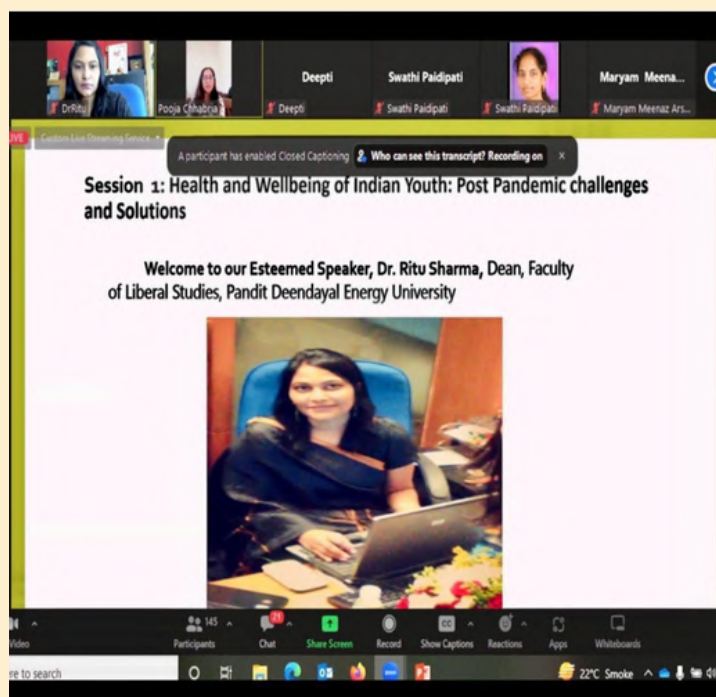 Deepti
Swathi Paidipati
Maryam Meena...
DrRitu
Pooja Chhabria
Deepti
Swathi Paidipati
Swathi Paidipati
Maryam Meenaz Ars...
OVE
Custom Live Streaming Service
A participant has enabled Closed Captioning Who can see this transcript? Recording on
Session 1: Health and Wellbeing of Indian Youth: Post Pandemic challenges
and Solutions
Welcome to our Esteemed Speaker, Dr. Ritu Sharma, Dean, Faculty
of Liberal Studies, Pandit Deendayal Energy University
145
21
CC
Video
Participants
Chat
Share Screen
Record
Show Captions
Reactions
Apps
Whiteboards
ere to search
22°C Smoke